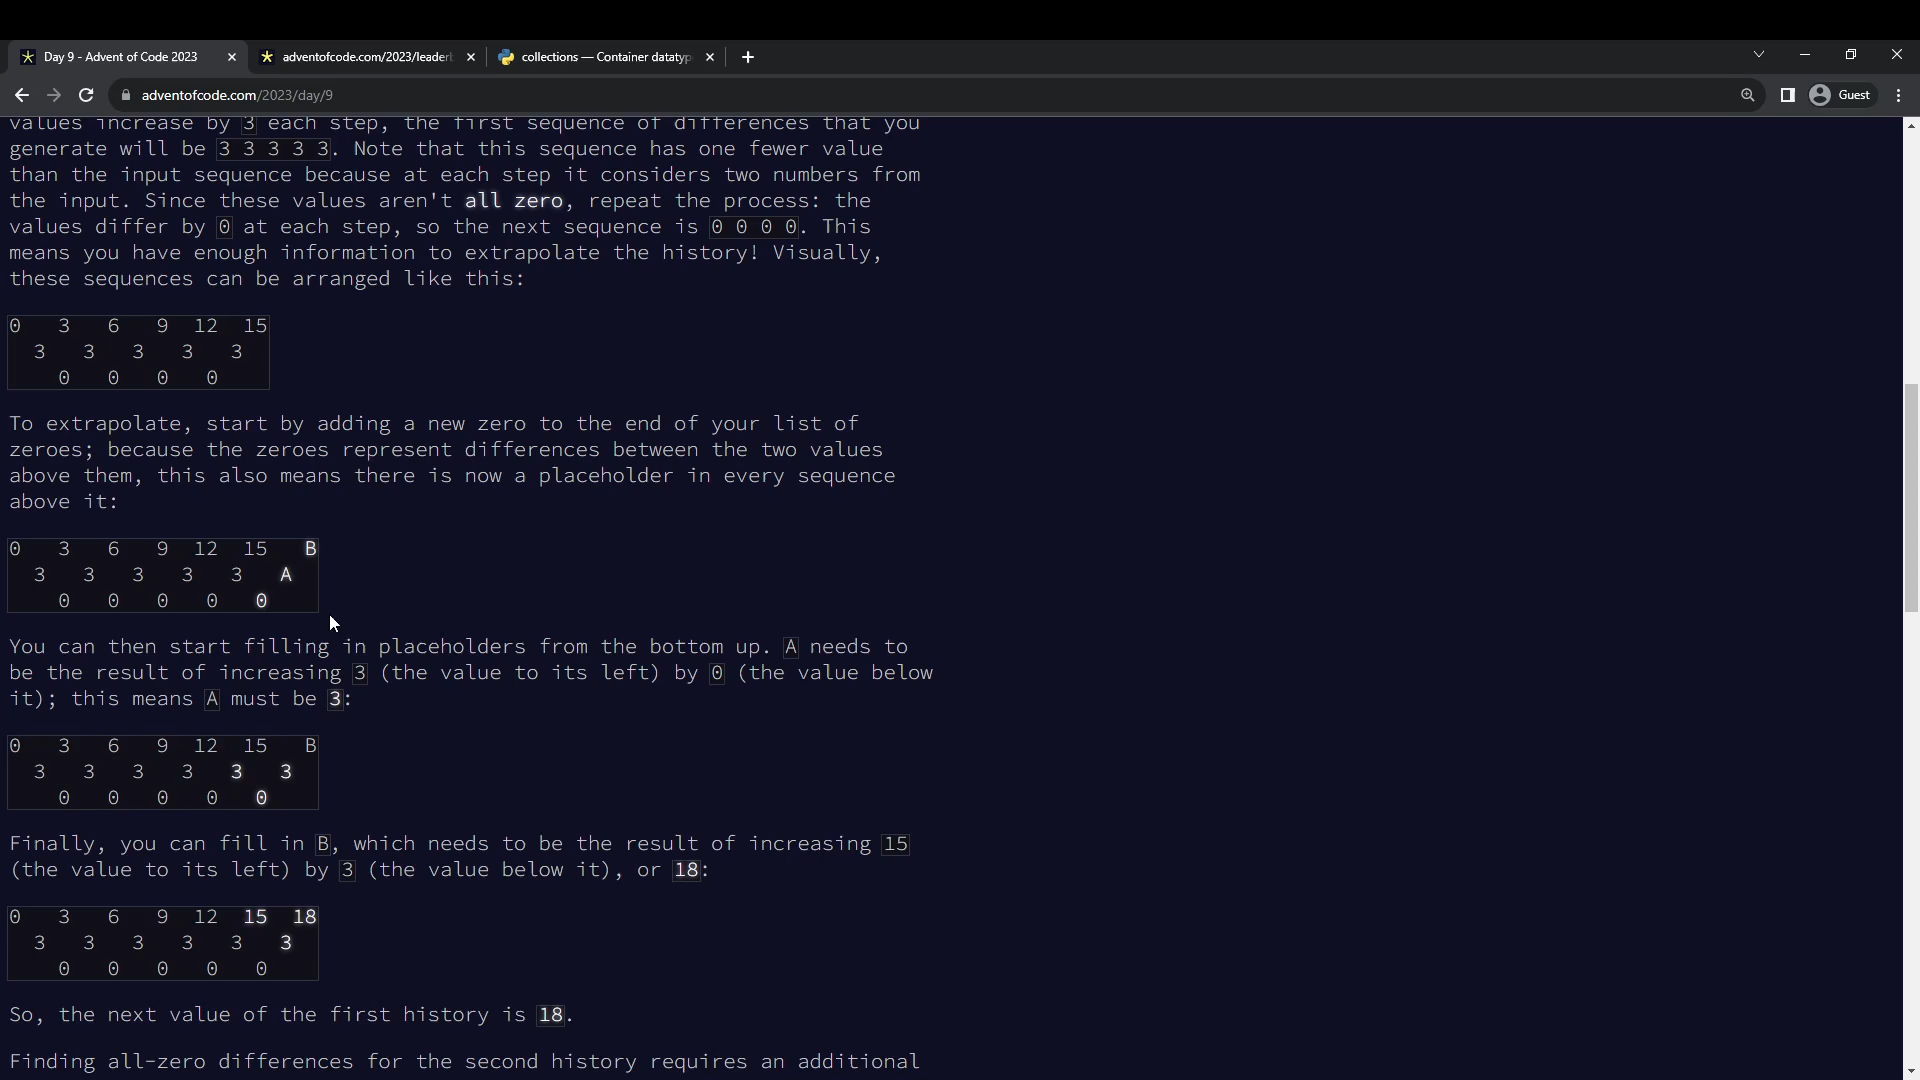 Day 9 - Advent of Code 2023
adventofcode.com/2023/leaderb
collections — Container datatyp
adventofcode.com/2023/day/9
Guest
values increase by 3 each step, the first sequence of differences that you
generate will be 3 3 3 3 3. Note that this sequence has one fewer value
than the input sequence because at each step it considers two numbers from
the input. Since these values aren't all zero, repeat the process: the
values differ by 0 at each step, so the next sequence is 0 0 0 0. This
means you have enough information to extrapolate the history! Visually,
these sequences can be arranged like this:
0 3 6 9 12 15
3 3 3 3 3
0 0 0 0
To extrapolate, start by adding a new zero to the end of your list of
zeroes; because the zeroes represent differences between the two values
above them, this also means there is now a placeholder in every sequence
above it:
0 3 6 9 12 15 B
3 3 3 3 3 A
0 0 0 0 0
You can then start filling in placeholders from the bottom up. A needs to
be the result of increasing 3 (the value to its left) by 0 (the value below
it); this means A must be 3:
0 3 6 9 12 15 B
3 3 3 3 3 3
0 0 0 0 0
Finally, you can fill in B, which needs to be the result of increasing 15
(the value to its left) by 3 (the value below it), or 18:
0 3 6 9 12 15 18
3 3 3 3 3 3
0 0 0 0 0
So, the next value of the first history is 18.
Finding all-zero differences for the second history requires an additional